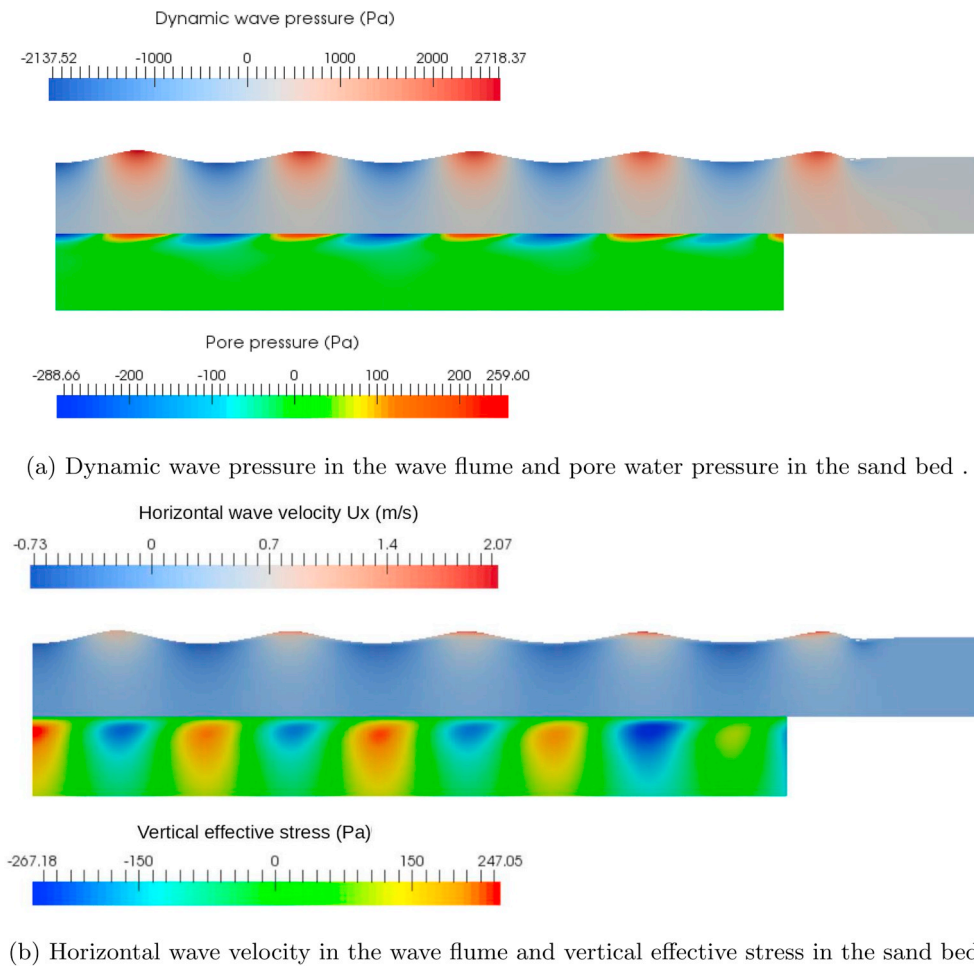 Dynamic wave pressure (Pa)
-2137.52 -1000 0 1000 2000 2718.37
Pore pressure (Pa)
-288.66 -200 -100 0 100 200 259.60
(a) Dynamic wave pressure in the wave flume and pore water pressure in the sand bed .
Horizontal wave velocity Ux (m/s)
-0.73 0 0.7 1.4 2.07
Vertical effective stress (Pa)
-267.18 -150 0 150 247.05
(b) Horizontal wave velocity in the wave flume and vertical effective stress in the sand bed